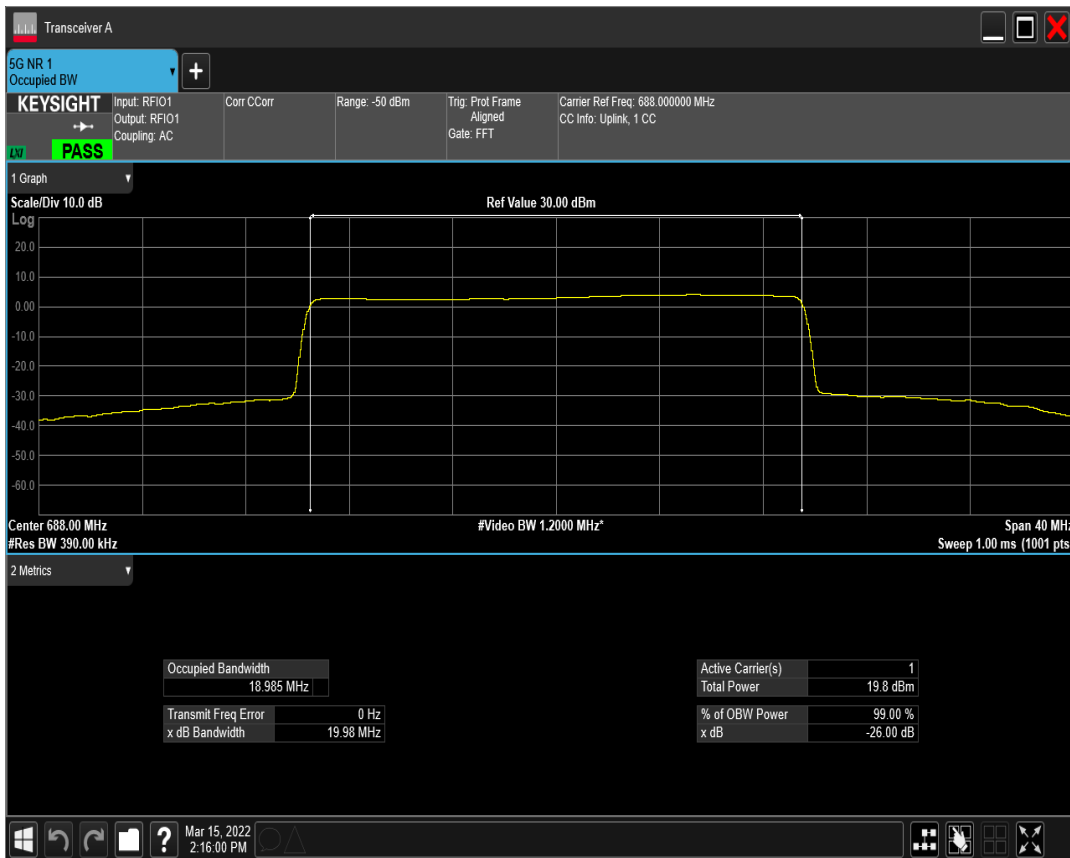 Transceiver A
5G NR 1
Occupied BW
KEYSIGHT
LXI
PASS
Input: RFIO1
Output: RFIO1
Coupling: AC
Corr CCorr
Range: -50 dBm
Trig: Prot Frame
Aligned
Gate: FFT
Carrier Ref Freq: 688.000000 MHz
CC Info: Uplink, 1 CC
1 Graph
Scale/Div 10.0 dB
Ref Value 30.00 dBm
Log
20.0
10.0
0.00
-10.0
-20.0
-30.0
-40.0
-50.0
-60.0
Center 688.00 MHz
#Video BW 1.2000 MHz*
Span 40 MHz
#Res BW 390.00 kHz
Sweep 1.00 ms (1001 pts
2 Metrics
Occupied Bandwidth
18.985 MHz
Transmit Freq Error 0 Hz
x dB Bandwidth 19.98 MHz
Active Carrier(s) 1
Total Power 19.8 dBm
% of OBW Power 99.00 %
x dB -26.00 dB
?
Mar 15, 2022
2:16:00 PM